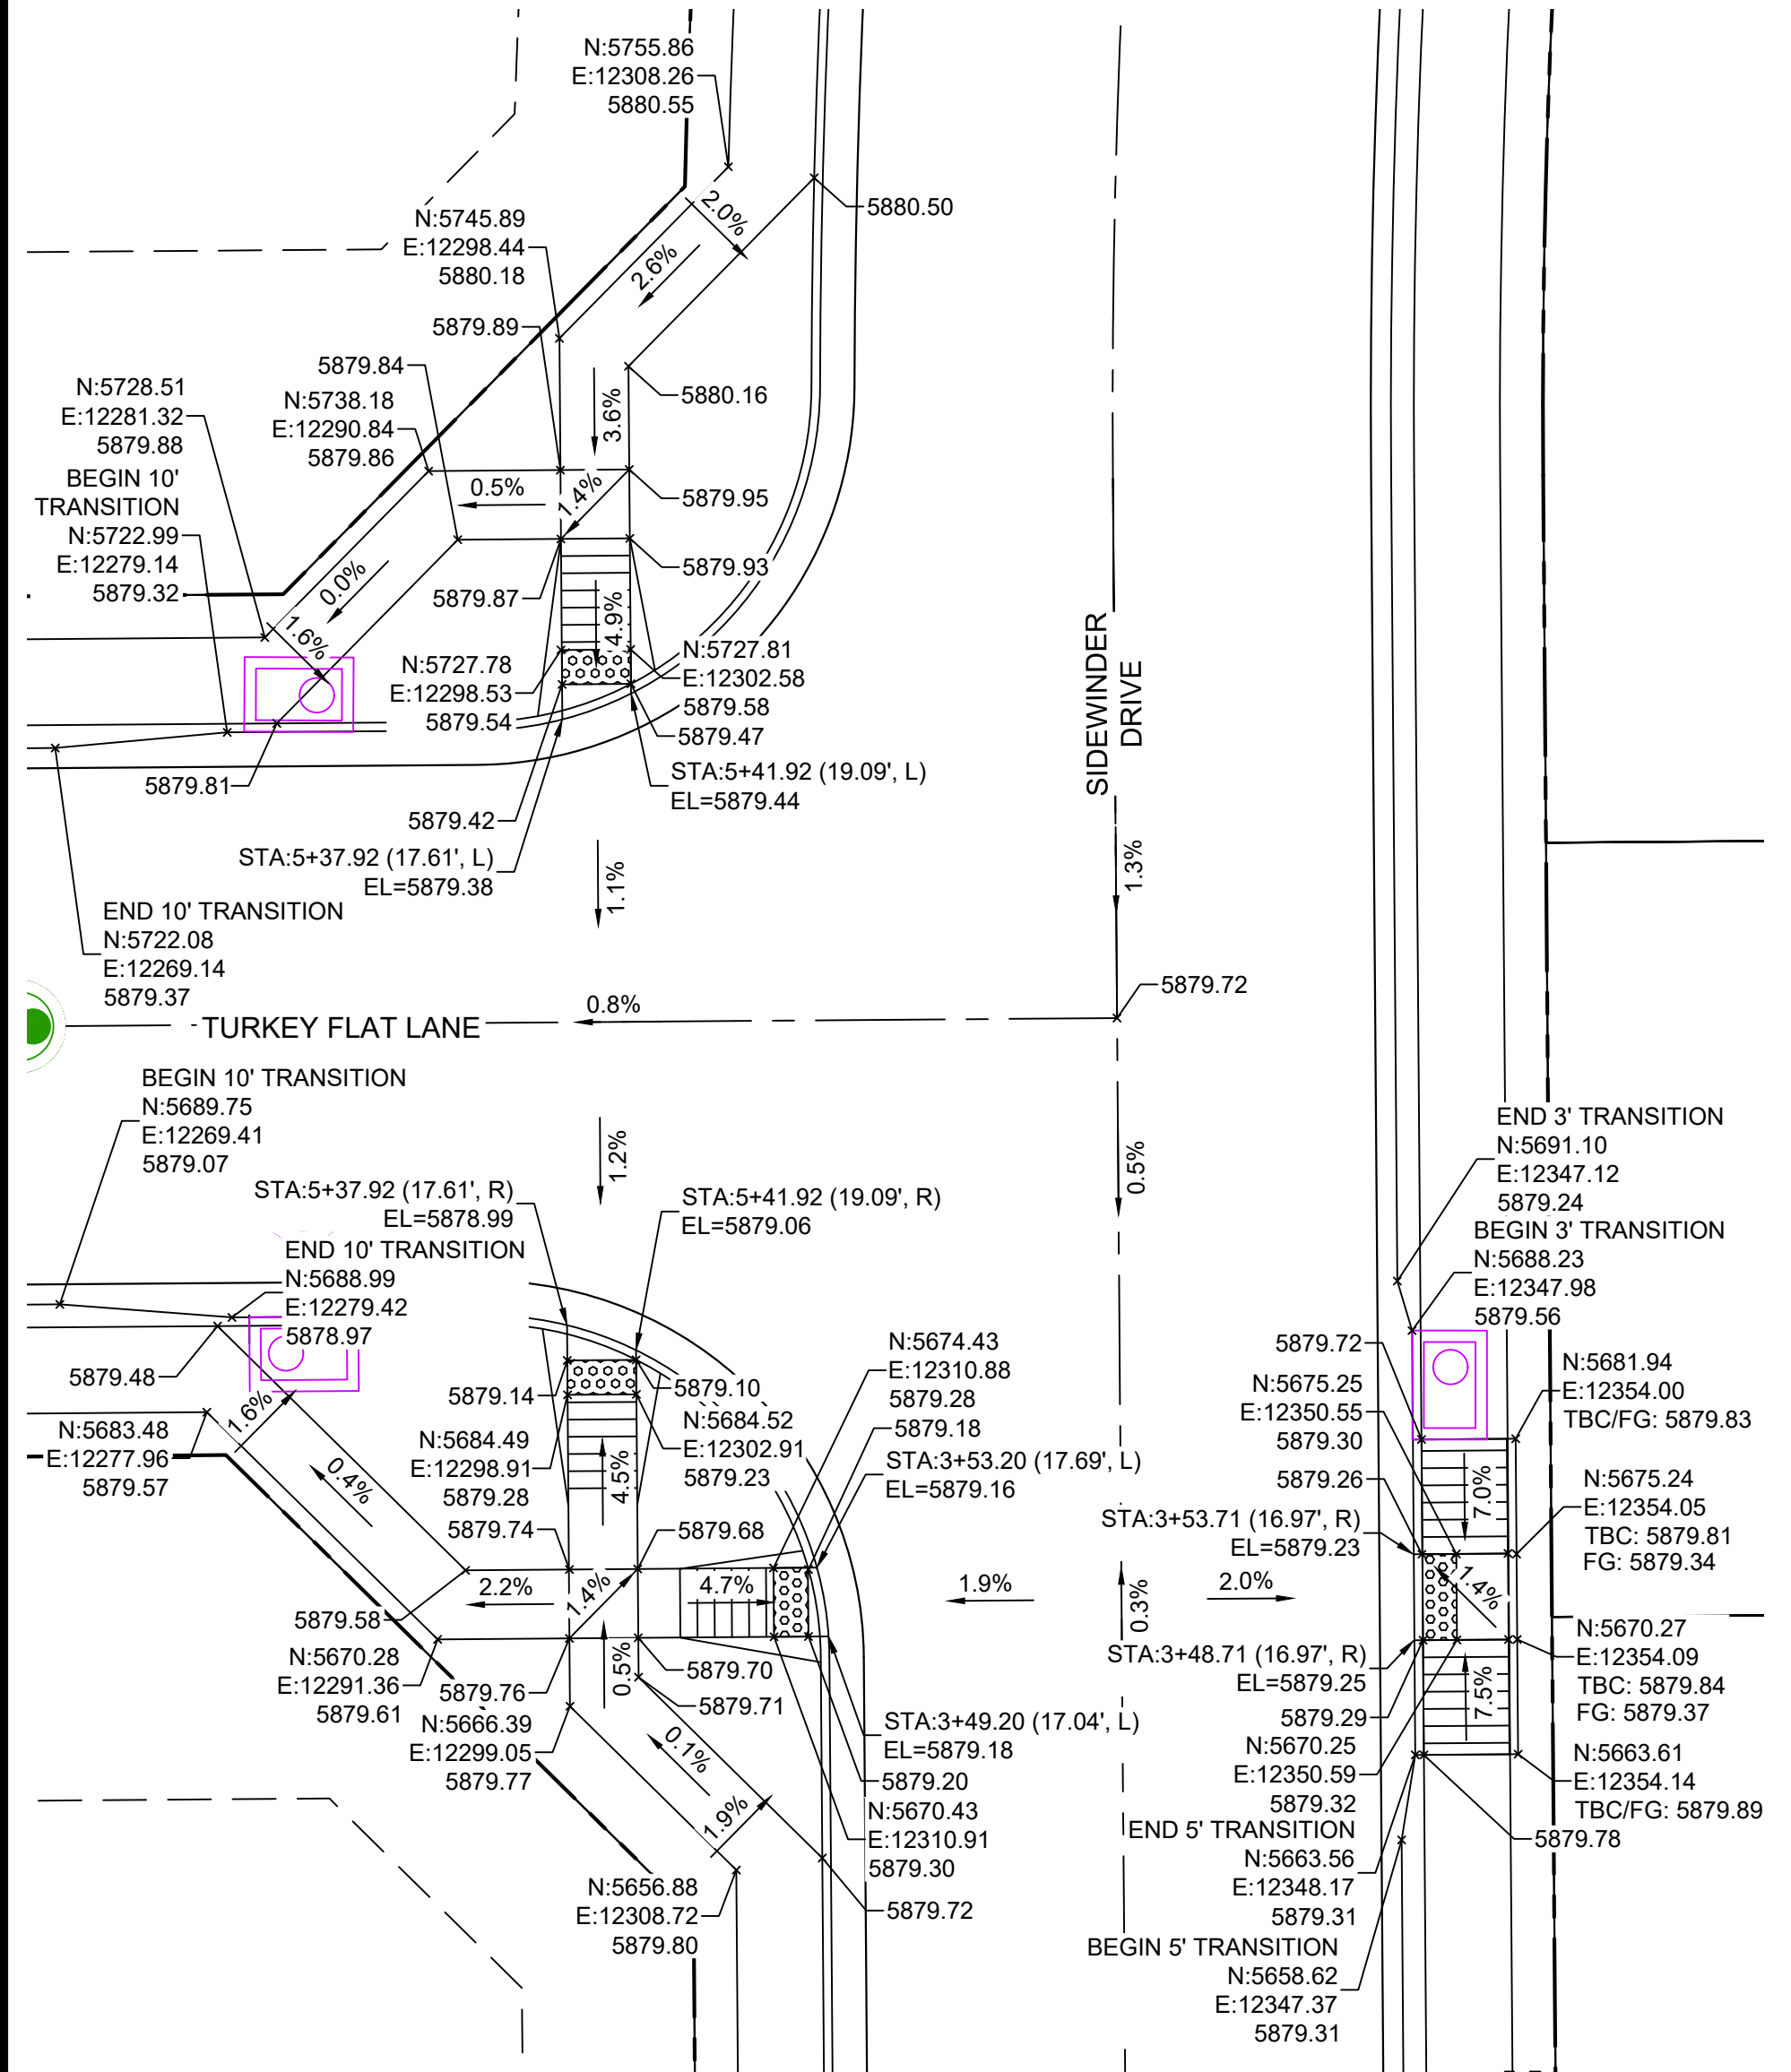 N:5755.86
E:12308.26
5880.55
2.0%
5880.50
N:5745.89
E:12298.44
5880.18
2.6%
5879.89
5879.84
N:5728.51
E:12281.32
5879.88
N:5738.18
E:12290.84
5879.86
5880.16
3.6%
BEGIN 10'
TRANSITION
N:5722.99
E:12279.14
5879.32
0.5%
1.4%
5879.95
0.0%
5879.93
5879.87
4.9%
1.6%
N:5727.78
E:12298.53
5879.54
N:5727.81
E:12302.58
5879.58
5879.47
STA:5+41.92 (19.09', L)
EL=5879.44
5879.81
5879.42
STA:5+37.92 (17.61', L)
EL=5879.38
SIDEWINDER
DRIVE
1.1%
1.3%
END 10' TRANSITION
N:5722.08
E:12269.14
5879.37
5879.72
0.8%
TURKEY FLAT LANE
BEGIN 10' TRANSITION
N:5689.75
E:12269.41
5879.07
1.2%
0.5%
END 3' TRANSITION
N:5691.10
E:12347.12
5879.24
STA:5+37.92 (17.61', R)
EL=5878.99
STA:5+41.92 (19.09', R)
EL=5879.06
BEGIN 3' TRANSITION
N:5688.23
E:12347.98
5879.56
END 10' TRANSITION
N:5688.99
E:12279.42
5878.97
5879.48
5879.14
5879.10
N:5674.43
E:12310.88
5879.28
5879.18
5879.72
N:5681.94
E:12354.00
TBC/FG: 5879.83
N:5675.25
E:12350.55
5879.30
1.6%
N:5683.48
E:12277.96
5879.57
N:5684.49
E:12298.91
5879.28
N:5684.52
E:12302.91
5879.23
STA:3+53.20 (17.69', L)
EL=5879.16
5879.26
7.0%
N:5675.24
E:12354.05
TBC: 5879.81
FG: 5879.34
0.4%
4.5%
5879.74
5879.68
STA:3+53.71 (16.97', R)
EL=5879.23
2.2%
1.4%
4.7%
1.9%
0.3%
2.0%
1.4%
5879.58
N:5670.28
E:12291.36
5879.61
5879.76
0.5%
5879.70
5879.71
STA:3+48.71 (16.97', R)
EL=5879.25
N:5670.27
E:12354.09
TBC: 5879.84
FG: 5879.37
7.5%
N:5666.39
E:12299.05
5879.77
0.1%
STA:3+49.20 (17.04', L)
EL=5879.18
5879.20
5879.29
N:5670.25
E:12350.59
5879.32
N:5663.61
E:12354.14
TBC/FG: 5879.89
1.9%
N:5670.43
E:12310.91
5879.30
END 5' TRANSITION
N:5663.56
E:12348.17
5879.31
5879.78
N:5656.88
E:12308.72
5879.80
5879.72
BEGIN 5' TRANSITION
N:5658.62
E:12347.37
5879.31